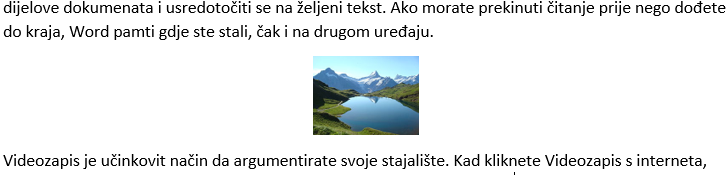 dijelove dokumenata i usredotočiti se na željeni tekst. Ako morate prekinuti čitanje prije nego dođete
do kraja, Word pamti gdje ste stali, čak i na drugom uređaju.
Videozapis je učinkovit način da argumentirate svoje stajalište. Kad kliknete Videozapis s interneta,